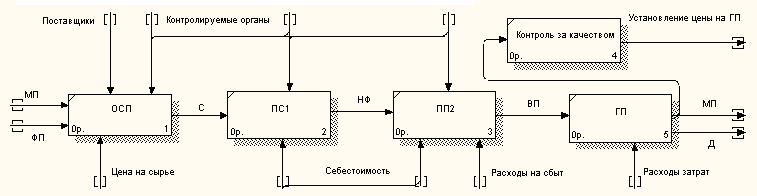 Поставщики
Контролируемые органы
Установление цены на ГП
Контроль за качеством
0р.
4
МП
ФП
ОСП
0р.
1
С
ПС1
0р.
2
НФ
ПП2
0р.
3
ВП
ГП
0р.
5
МП
Д
Цена на сырье
Себестоимость
Расходы на сбыт
Расходы затрат